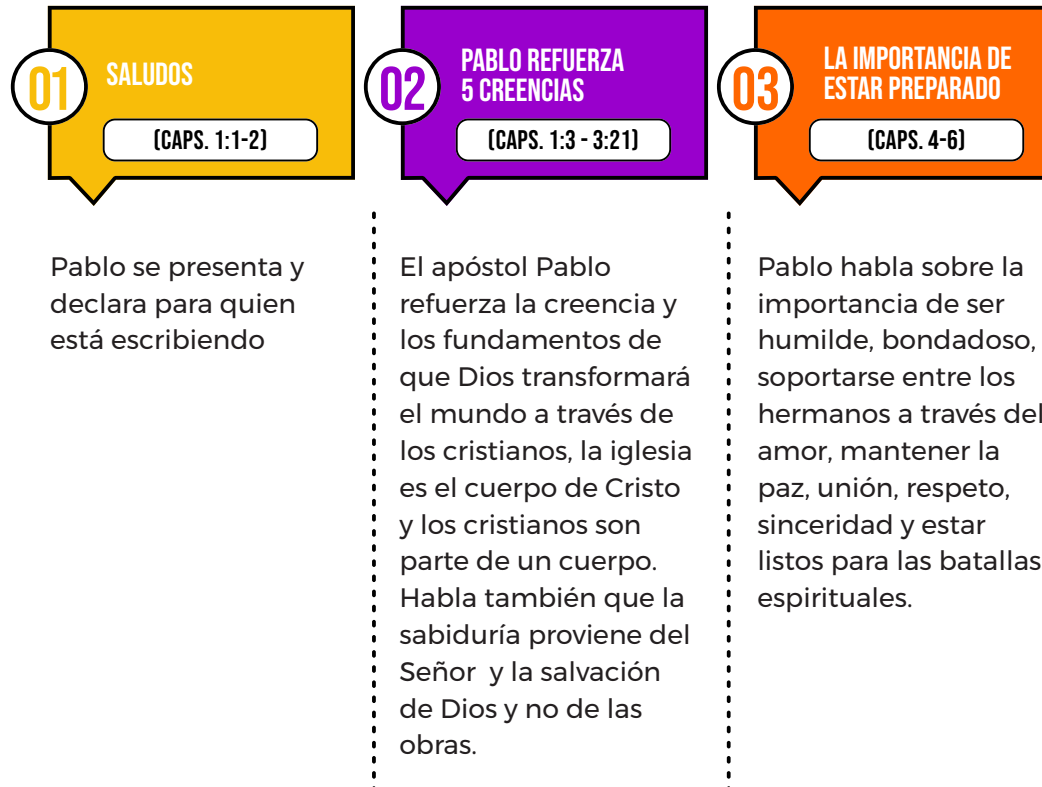 01
SALUDOS
(CAPS. 1:1-2)
Pablo se presenta y
declara para quien
está escribiendo
02
PABLO REFUERZA
5 CREENCIAS
(CAPS. 1:3 - 3:21)
El apóstol Pablo
refuerza la creencia y
los fundamentos de
que Dios transformará
el mundo a través de
los cristianos, la iglesia
es el cuerpo de Cristo
y los cristianos son
parte de un cuerpo.
Habla también que la
sabiduría proviene del
Señor  y la salvación
de Dios y no de las
obras.
03
LA IMPORTANCIA DE
ESTAR PREPARADO
(CAPS. 4-6)
Pablo habla sobre la
importancia de ser
humilde, bondadoso,
soportarse entre los
hermanos a través del
amor, mantener la
paz, unión, respeto,
sinceridad y estar
listos para las batallas
espirituales.